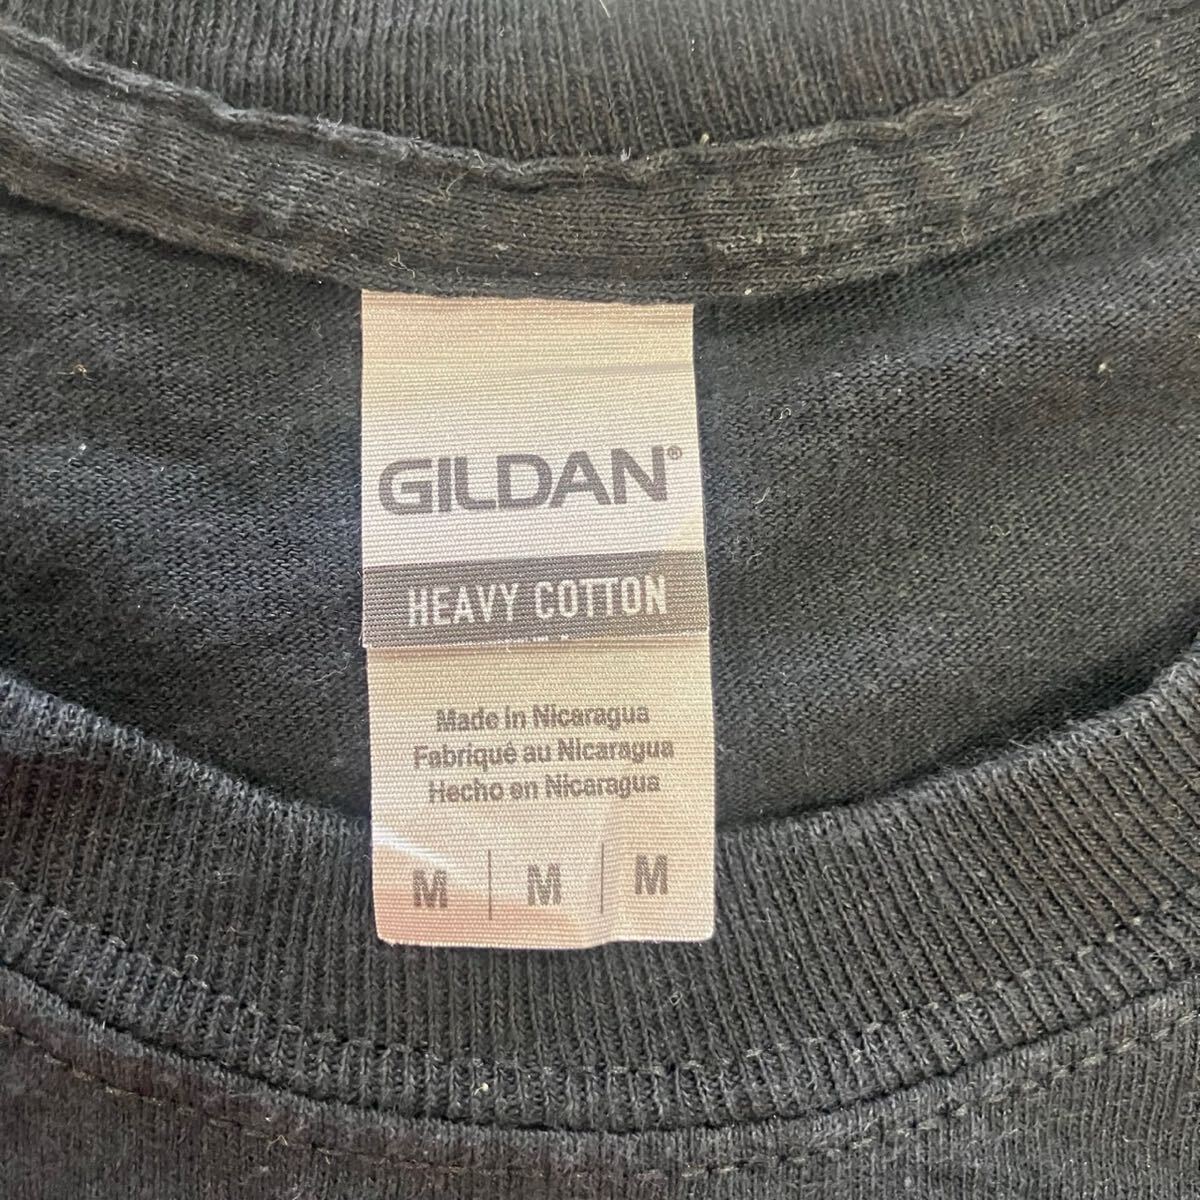 GILDAN®
HEAVY COTTON
Made in Nicaragua
Fabriqué au Nicaragua
Hecho en Nicaragua
M | M | M